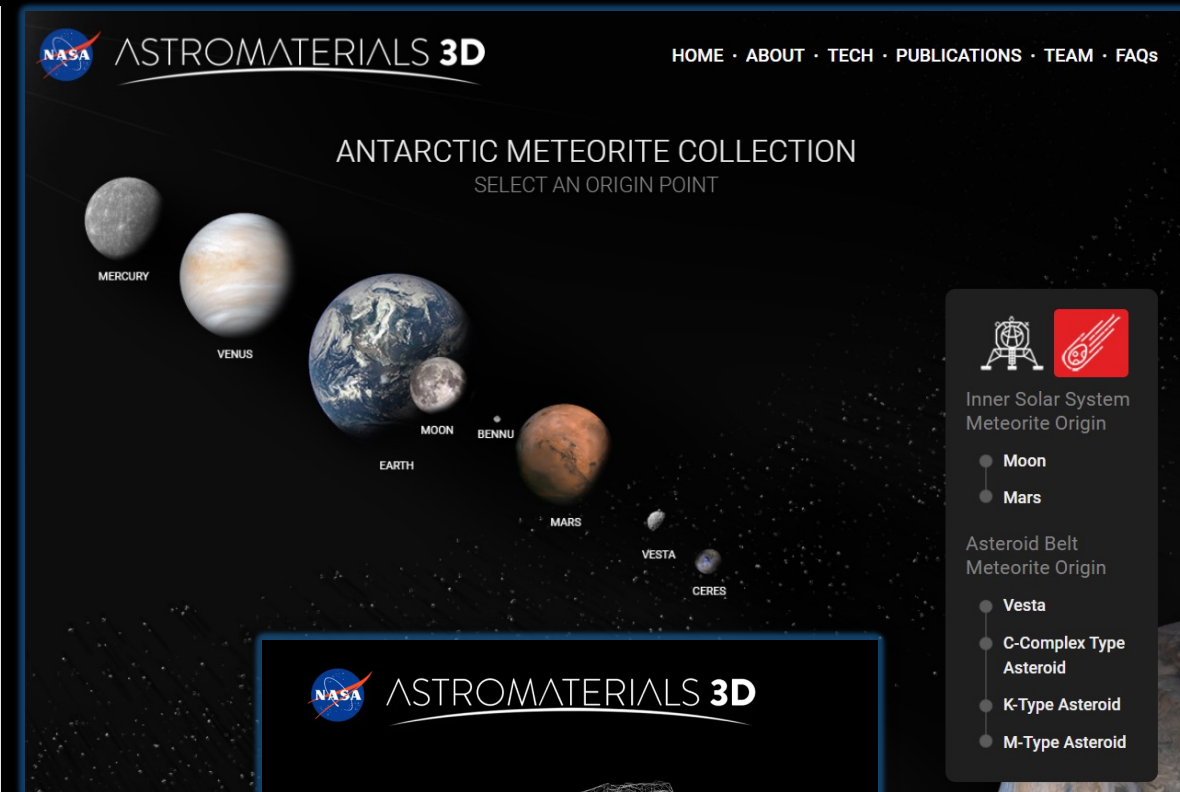 NASA ASTROMATERIALS 3D
HOME · ABOUT · TECH · PUBLICATIONS · TEAM · FAQs
ANTARCTIC METEORITE COLLECTION
SELECT AN ORIGIN POINT
MERCURY
VENUS
MOON
BENNU
EARTH
MARS
VESTA
CERES
Inner Solar System
Meteorite Origin
Moon
Mars
Asteroid Belt
Meteorite Origin
Vesta
C-Complex Type
Asteroid
K-Type Asteroid
M-Type Asteroid
NASA ASTROMATERIALS 3D